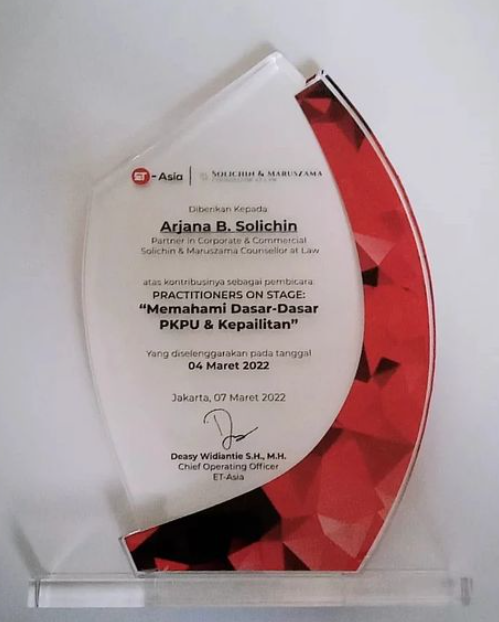 ET-Asia
SOLICHIN & MARUSZAMA
Diberikan Kepada
Arjana B. Solichin
Partner in Corporate & Commercial
Solichin & Maruszama Counsellor at Law
atas kontribusinya sebagai pembicara:
PRACTITIONERS ON STAGE:
“Memahami Dasar-Dasar
PKPU & Kepailitan”
Yang diselenggarakan pada tanggal
04 Maret 2022
Jakarta, 07 Maret 2022
Deasy Widiantie S.H., M.H.
Chief Operating Officer
ET-Asia